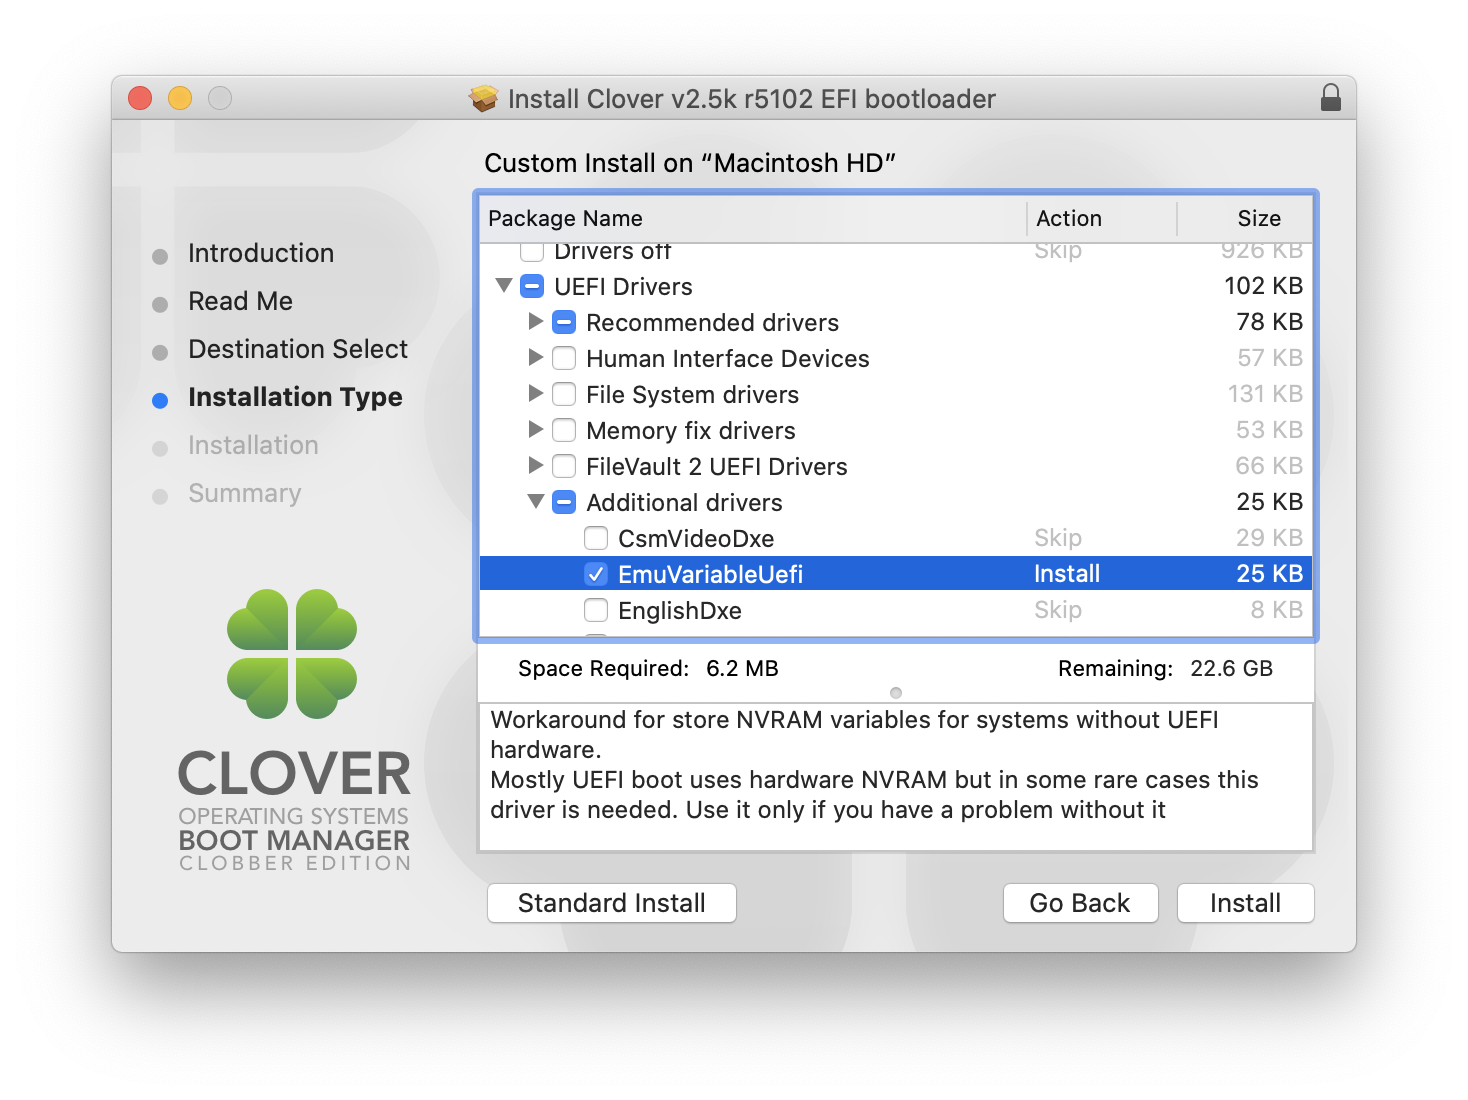 Install Clover v2.5k r5102 EFI bootloader
Custom Install on “Macintosh HD”
Introduction
Read Me
Destination Select
Installation Type
Installation
Summary
Package Name Action Size
Drivers off Skip 926 KB
UEFI Drivers 102 KB
Recommended drivers 78 KB
Human Interface Devices 57 KB
File System drivers 131 KB
Memory fix drivers 53 KB
FileVault 2 UEFI Drivers 66 KB
Additional drivers 25 KB
CsmVideoDxe Skip 29 KB
EmuVariableUefi Install 25 KB
EnglishDxe Skip 8 KB
Space Required: 6.2 MB Remaining: 22.6 GB
Workaround for store NVRAM variables for systems without UEFI
hardware.
Mostly UEFI boot uses hardware NVRAM but in some rare cases this
driver is needed. Use it only if you have a problem without it
CLOVER
OPERATING SYSTEMS
BOOT MANAGER
CLOBBER EDITION
Standard Install Go Back Install